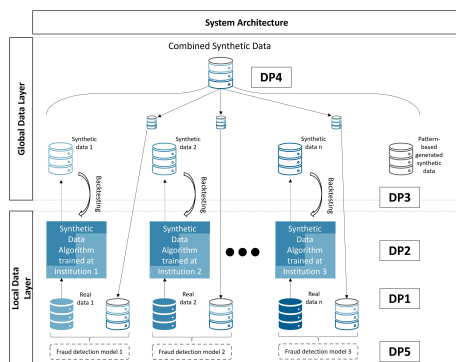 System Architecture
Global Data Layer
Combined Synthetic Data
DP4
Synthetic
data 1
Synthetic
data 2
Synthetic
data n
Pattern-
based
generated
synthetic
data
Backtesting
Backtesting
Backtesting
DP3
Local Data
Layer
Synthetic
Data
Algorithm
trained at
Institution 1
Synthetic
Data
Algorithm
trained at
Institution 2
Synthetic
Data
Algorithm
trained at
Institution 3
DP2
Real
data 1
Real
data 2
Real
data n
DP1
Fraud detection model 1
Fraud detection model 2
Fraud detection model 3
DP5